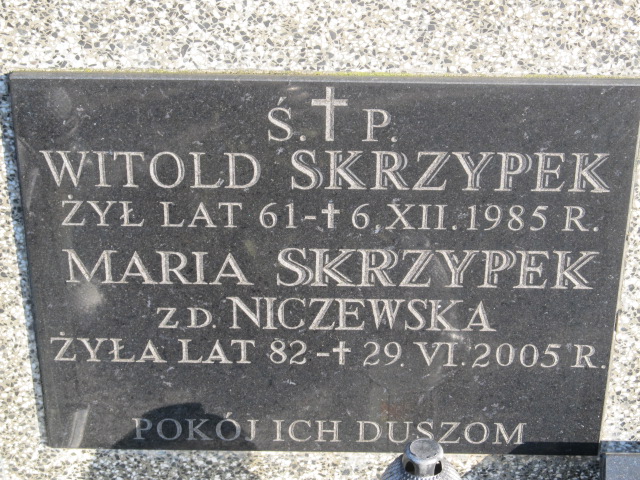 Ś. † P.
WITOLD SKRZYPEK
ŻYŁ LAT 61-† 6, XII. 1985 R.
MARIA SKRZYPEK
Z D. NICZEWSKA
ŻYŁA LAT 82-† 29. VI. 2005 R.
POKÓJ ICH DUSZOM